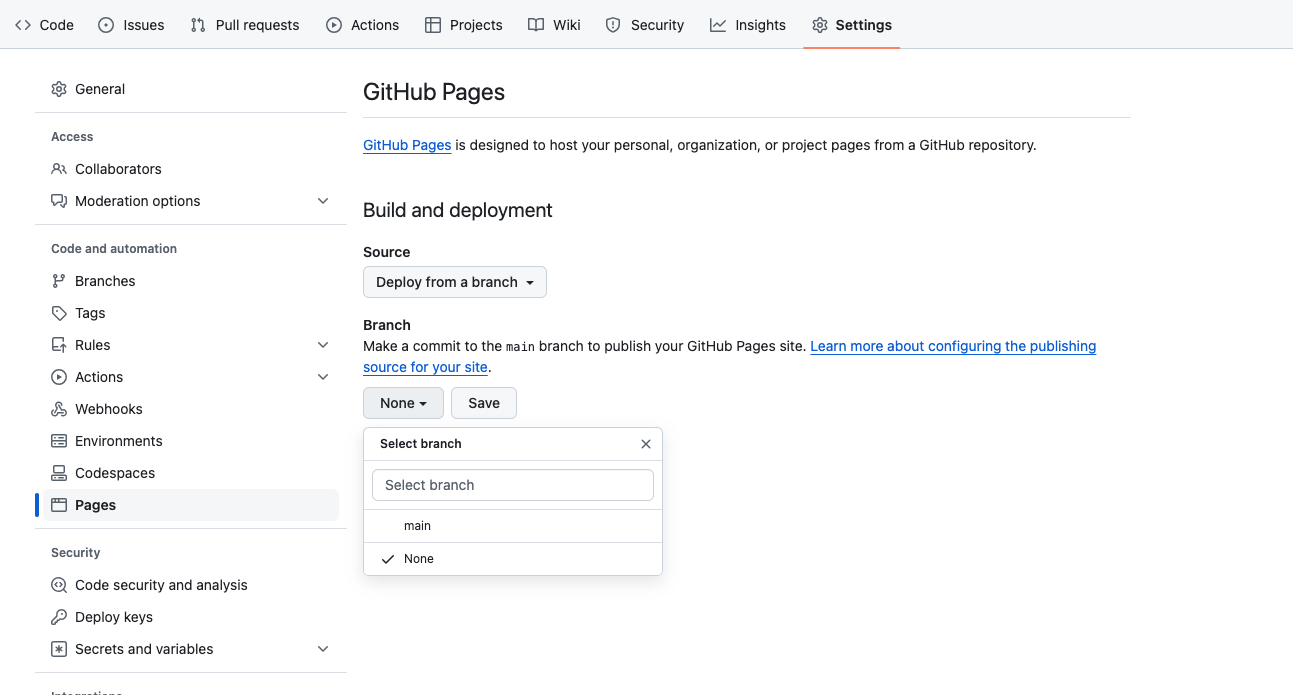 Code
Issues
Pull requests
Actions
Projects
Wiki
Security
Insights
Settings
General
Access
Collaborators
Moderation options
Code and automation
Branches
Tags
Rules
Actions
Webhooks
Environments
Codespaces
Pages
Security
Code security and analysis
Deploy keys
Secrets and variables
Integrations
GitHub Pages
GitHub Pages is designed to host your personal, organization, or project pages from a GitHub repository.
Build and deployment
Source
Deploy from a branch
Branch
Make a commit to the main branch to publish your GitHub Pages site. Learn more about configuring the publishing
source for your site.
None
Save
Select branch
Select branch
main
None